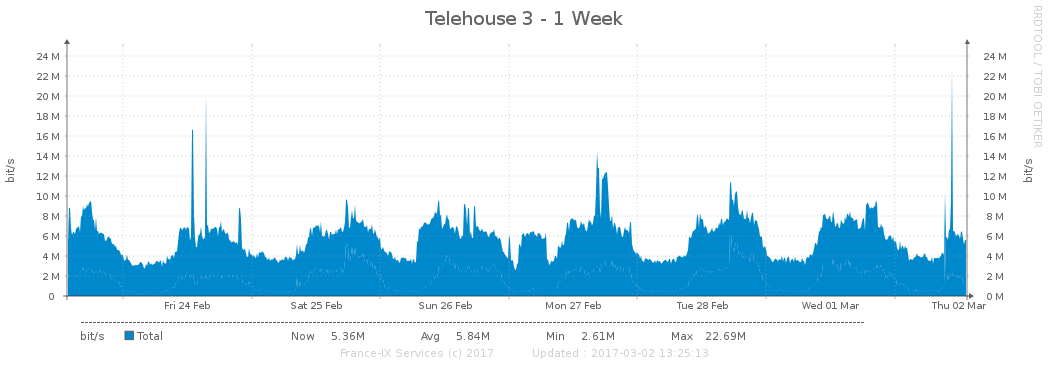 Telehouse 3 - 1 Week
RRDTOOL / TOBI OETIKER
bit/s
24 M 24 M
22 M 22 M
20 M 20 M
18 M 18 M
16 M 16 M
14 M 14 M
12 M 12 M
10 M 10 M
8 M 8 M
6 M 6 M
4 M 4 M
2 M 2 M
0 0 M
bit/s
Fri 24 Feb Sat 25 Feb Sun 26 Feb Mon 27 Feb Tue 28 Feb Wed 01 Mar Thu 02 Mar
bit/s Total Now 5.36M Avg 5.84M Min 2.61M Max 22.69M
France-IX Services (c) 2017 Updated : 2017-03-02 13:25:13